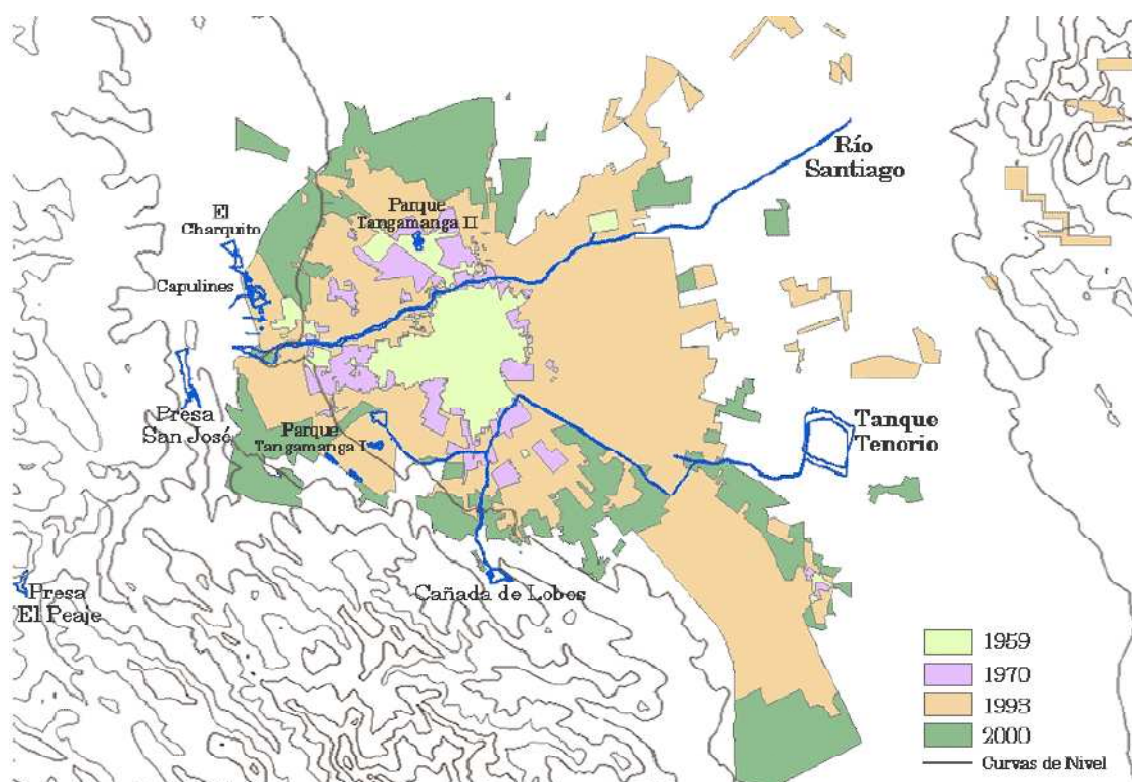 Río
Santiago
Parque
Tangamanga II
El
Charquito
Capulines
Presa
San José
Parque
Tangamanga I
Tanque
Tenorio
Presa
El Peaje
Cañada de Lobos
1959
1970
1993
2000
Curvas de Nivel